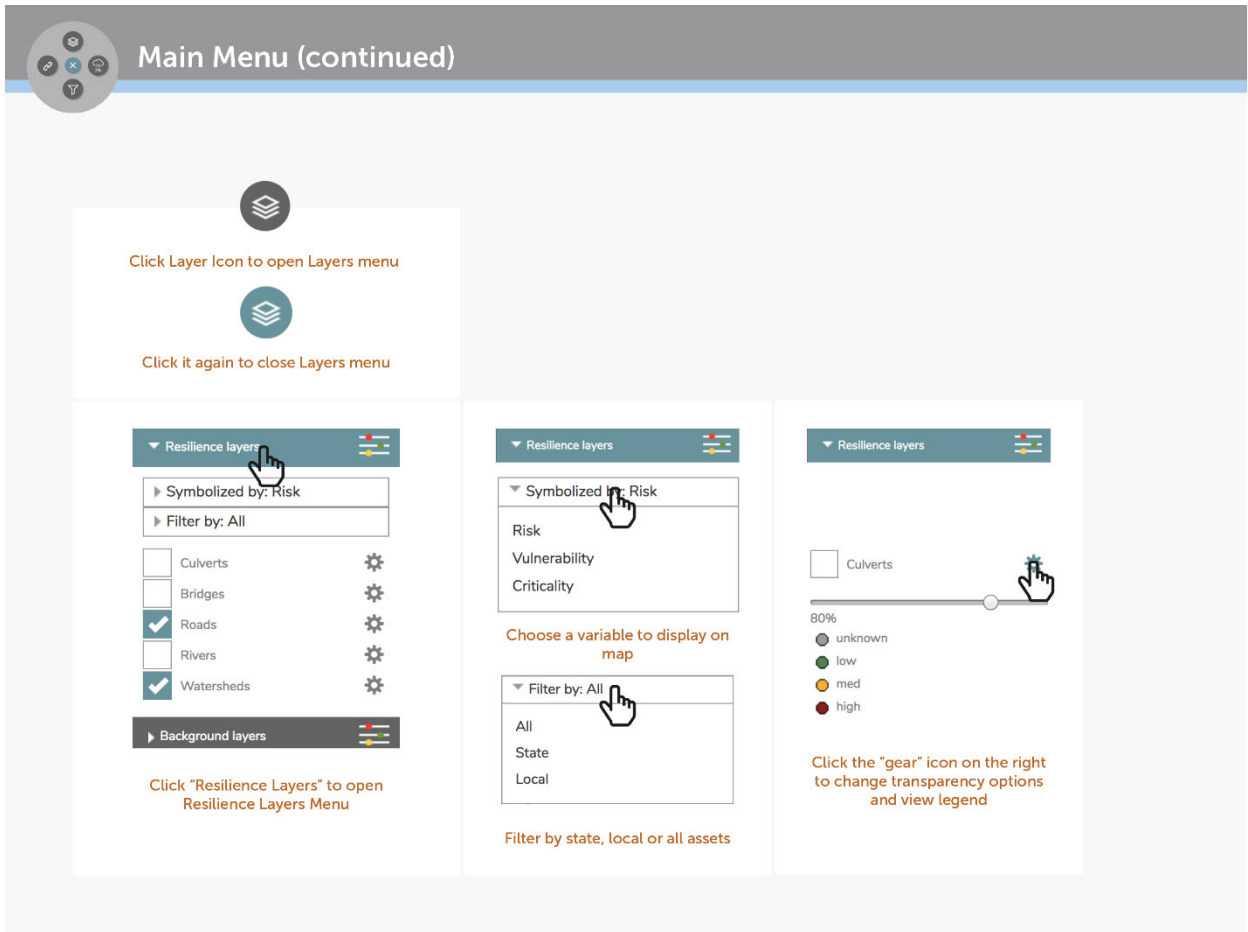 Main Menu (continued)
Click Layer Icon to open Layers menu
Click it again to close Layers menu
Resilience layers
Symbolized by: Risk
Filter by: All
Culverts
Bridges
Roads
Rivers
Watersheds
Background layers
Click “Resilience Layers” to open
Resilience Layers Menu
Resilience layers
Symbolized by: Risk
Risk
Vulnerability
Criticality
Choose a variable to display on
map
Filter by: All
All
State
Local
Filter by state, local or all assets
Resilience layers
Culverts
80%
unknown
low
med
high
Click the “gear” icon on the right
to change transparency options
and view legend